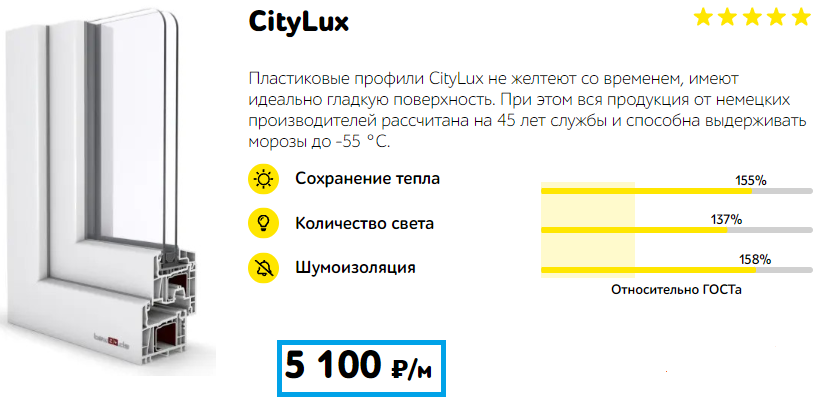 CityLux
Пластиковые профили CityLux не желтеют со временем, имеют
идеально гладкую поверхность. При этом вся продукция от немецких
производителей рассчитана на 45 лет службы и способна выдерживать
морозы до -55 °C.
Сохранение тепла
155%
Количество света
137%
Шумоизоляция
158%
Относительно ГОСТа
5 100 ₽/м